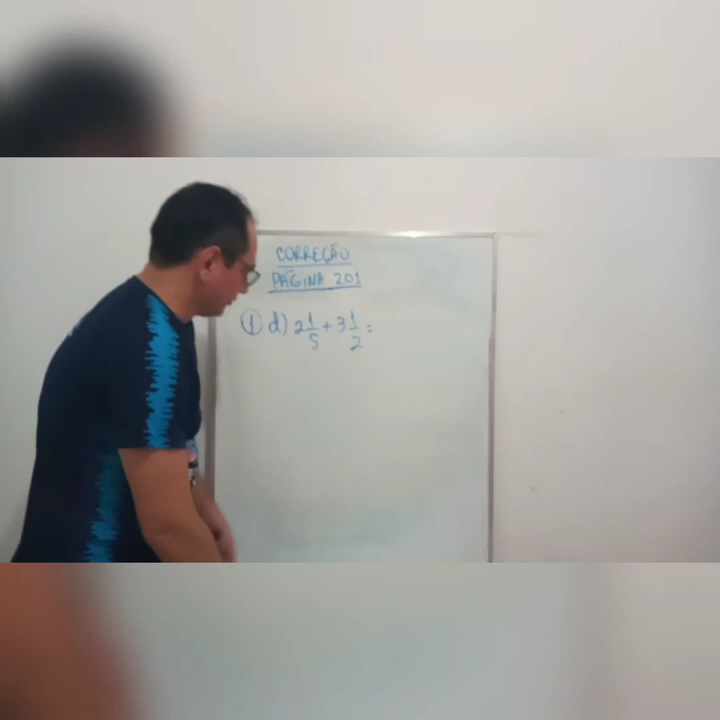 CORREÇÃO
PÁGINA 201
① d) 2 1/5 + 3 1/2 =